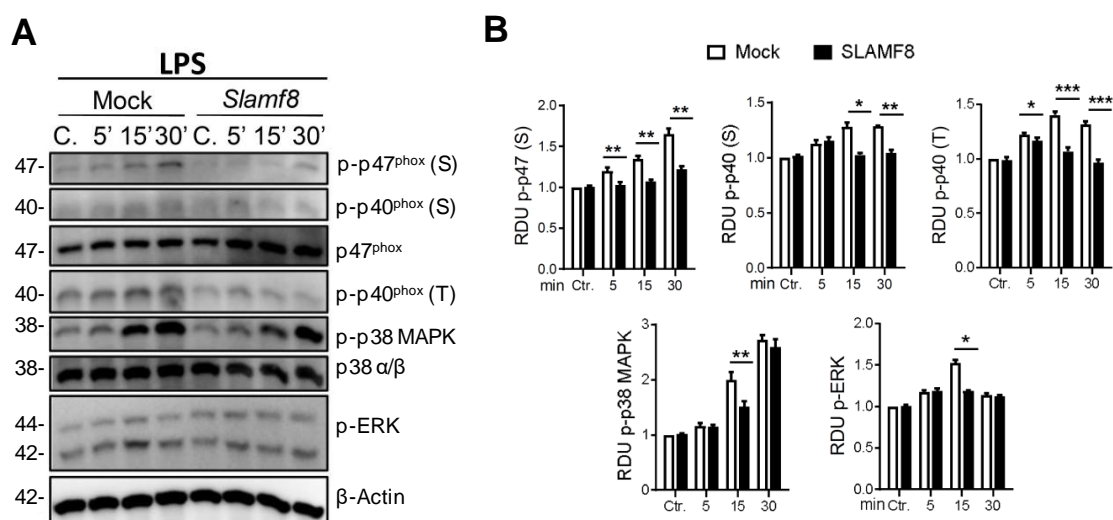 A
LPS
Mock Slamf8
C. 5’ 15’ 30’ C. 5’ 15’ 30’
47- p-p47phox (S)
40- p-p40phox (S)
47- p47phox
40- p-p40phox (T)
38- p-p38 MAPK
38- p38 α/β
44- p-ERK
42-
42- β-Actin
B
Mock SLAMF8
RDU p-p47 (S)
2.0
1.5
1.0
0.5
0.0
** ** **
min Ctr. 5 15 30
RDU p-p40 (S)
1.5
1.0
0.5
0.0
* **
min Ctr. 5 15 30
RDU p-p40 (T)
1.5
1.0
0.5
0.0
* *** ***
min Ctr. 5 15 30
RDU p-p38 MAPK
3
2
1
0
**
Ctr. 5 15 30
RDU p-ERK
2.0
1.5
1.0
0.5
0.0
*
min Ctr. 5 15 30